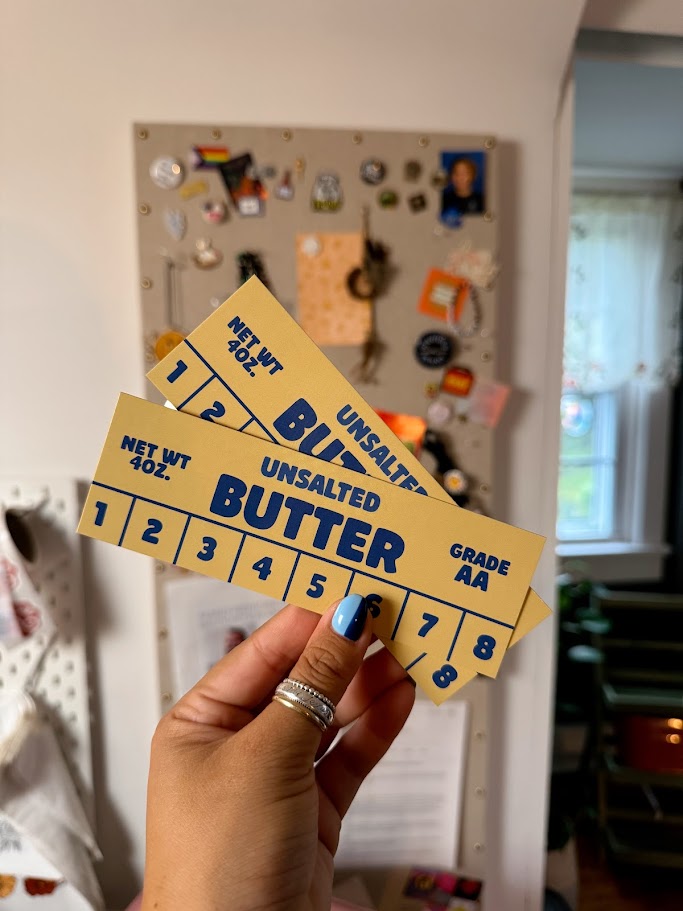 NET WT
4OZ.
UNSALTED
1 2
NET WT
4OZ.
UNSALTED
BUTTER
GRADE
AA
1 2 3 4 5 6 7 8
8